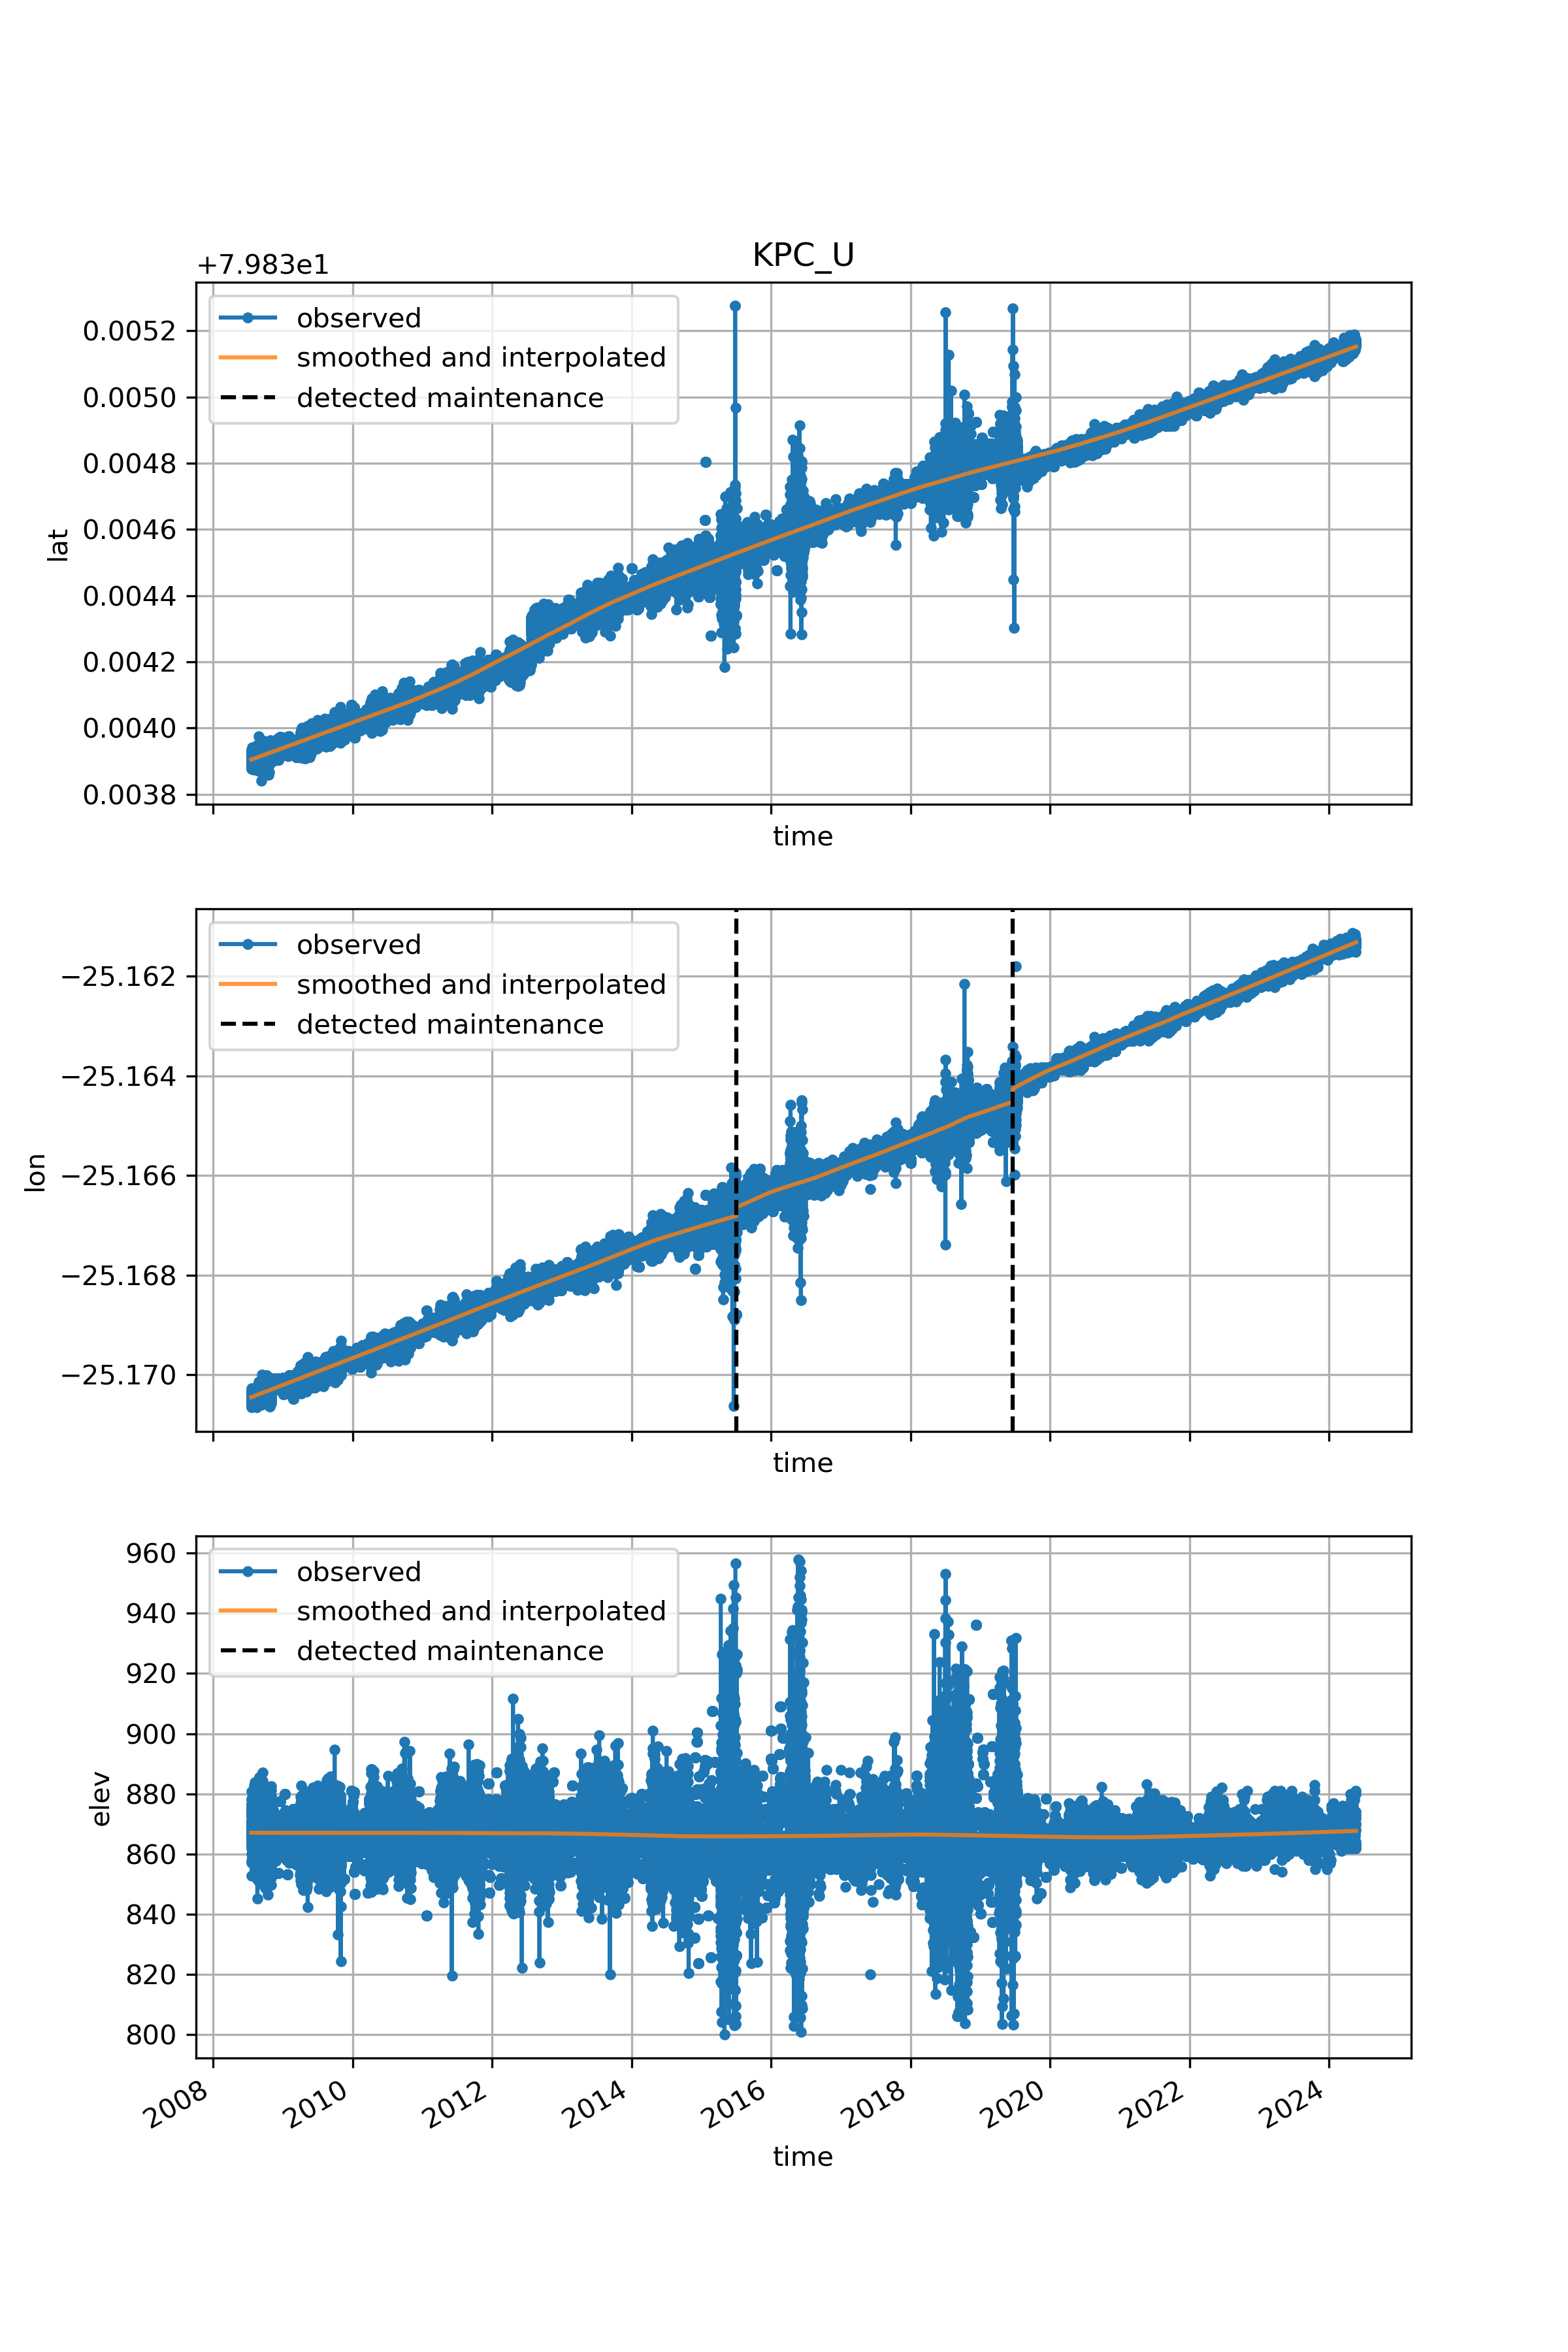 KPC_U
+7.983e1
observed
smoothed and interpolated
detected maintenance
0.0052
0.0050
0.0048
0.0046
0.0044
0.0042
0.0040
0.0038
lat
time
observed
smoothed and interpolated
detected maintenance
−25.162
−25.164
−25.166
−25.168
−25.170
lon
time
observed
smoothed and interpolated
detected maintenance
960
940
920
900
880
860
840
820
800
elev
2008 2010 2012 2014 2016 2018 2020 2022 2024
time